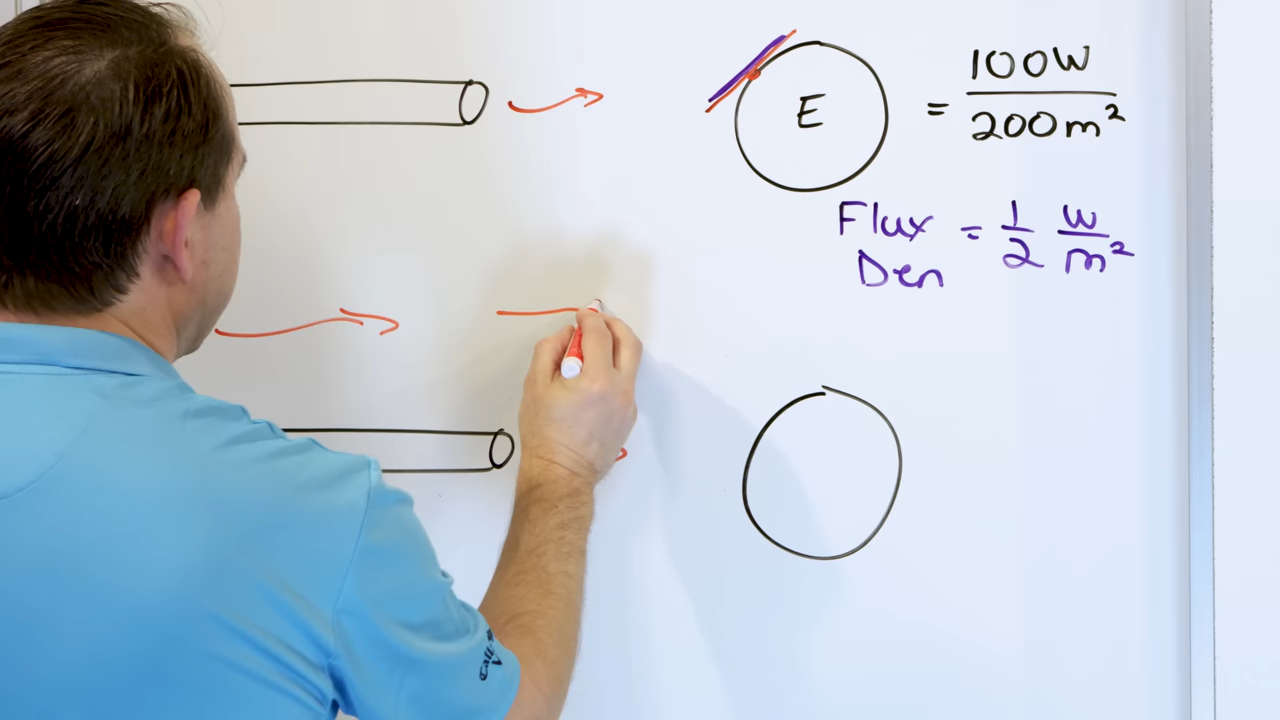 E = 100W / 200m²
Flux Den = 1/2 W/m²